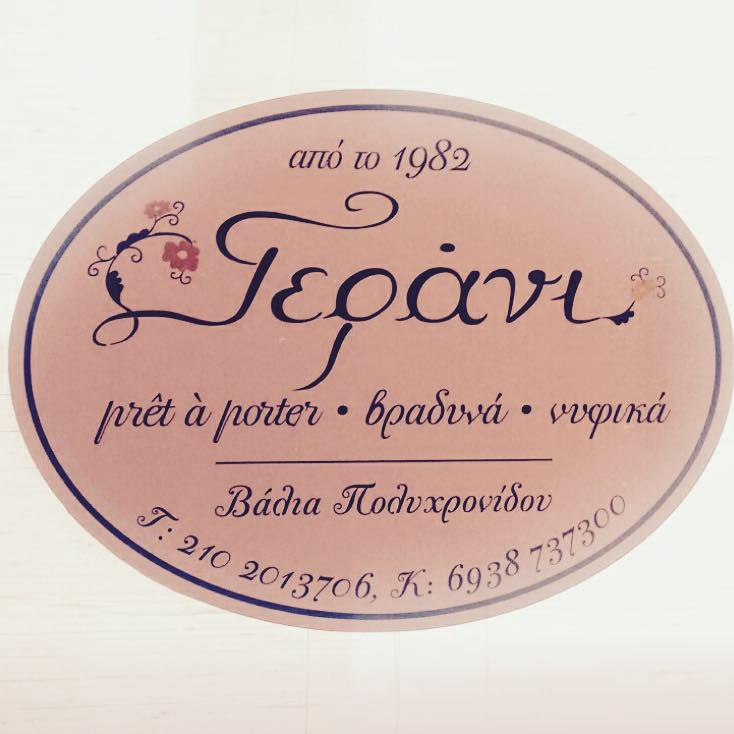 από το 1982
Γεράνι
prêt à porter • βραδυνά • νυφικά
Βάλια Πολυχρονίδου
Τ: 210 2013706, Κ: 6938 737300